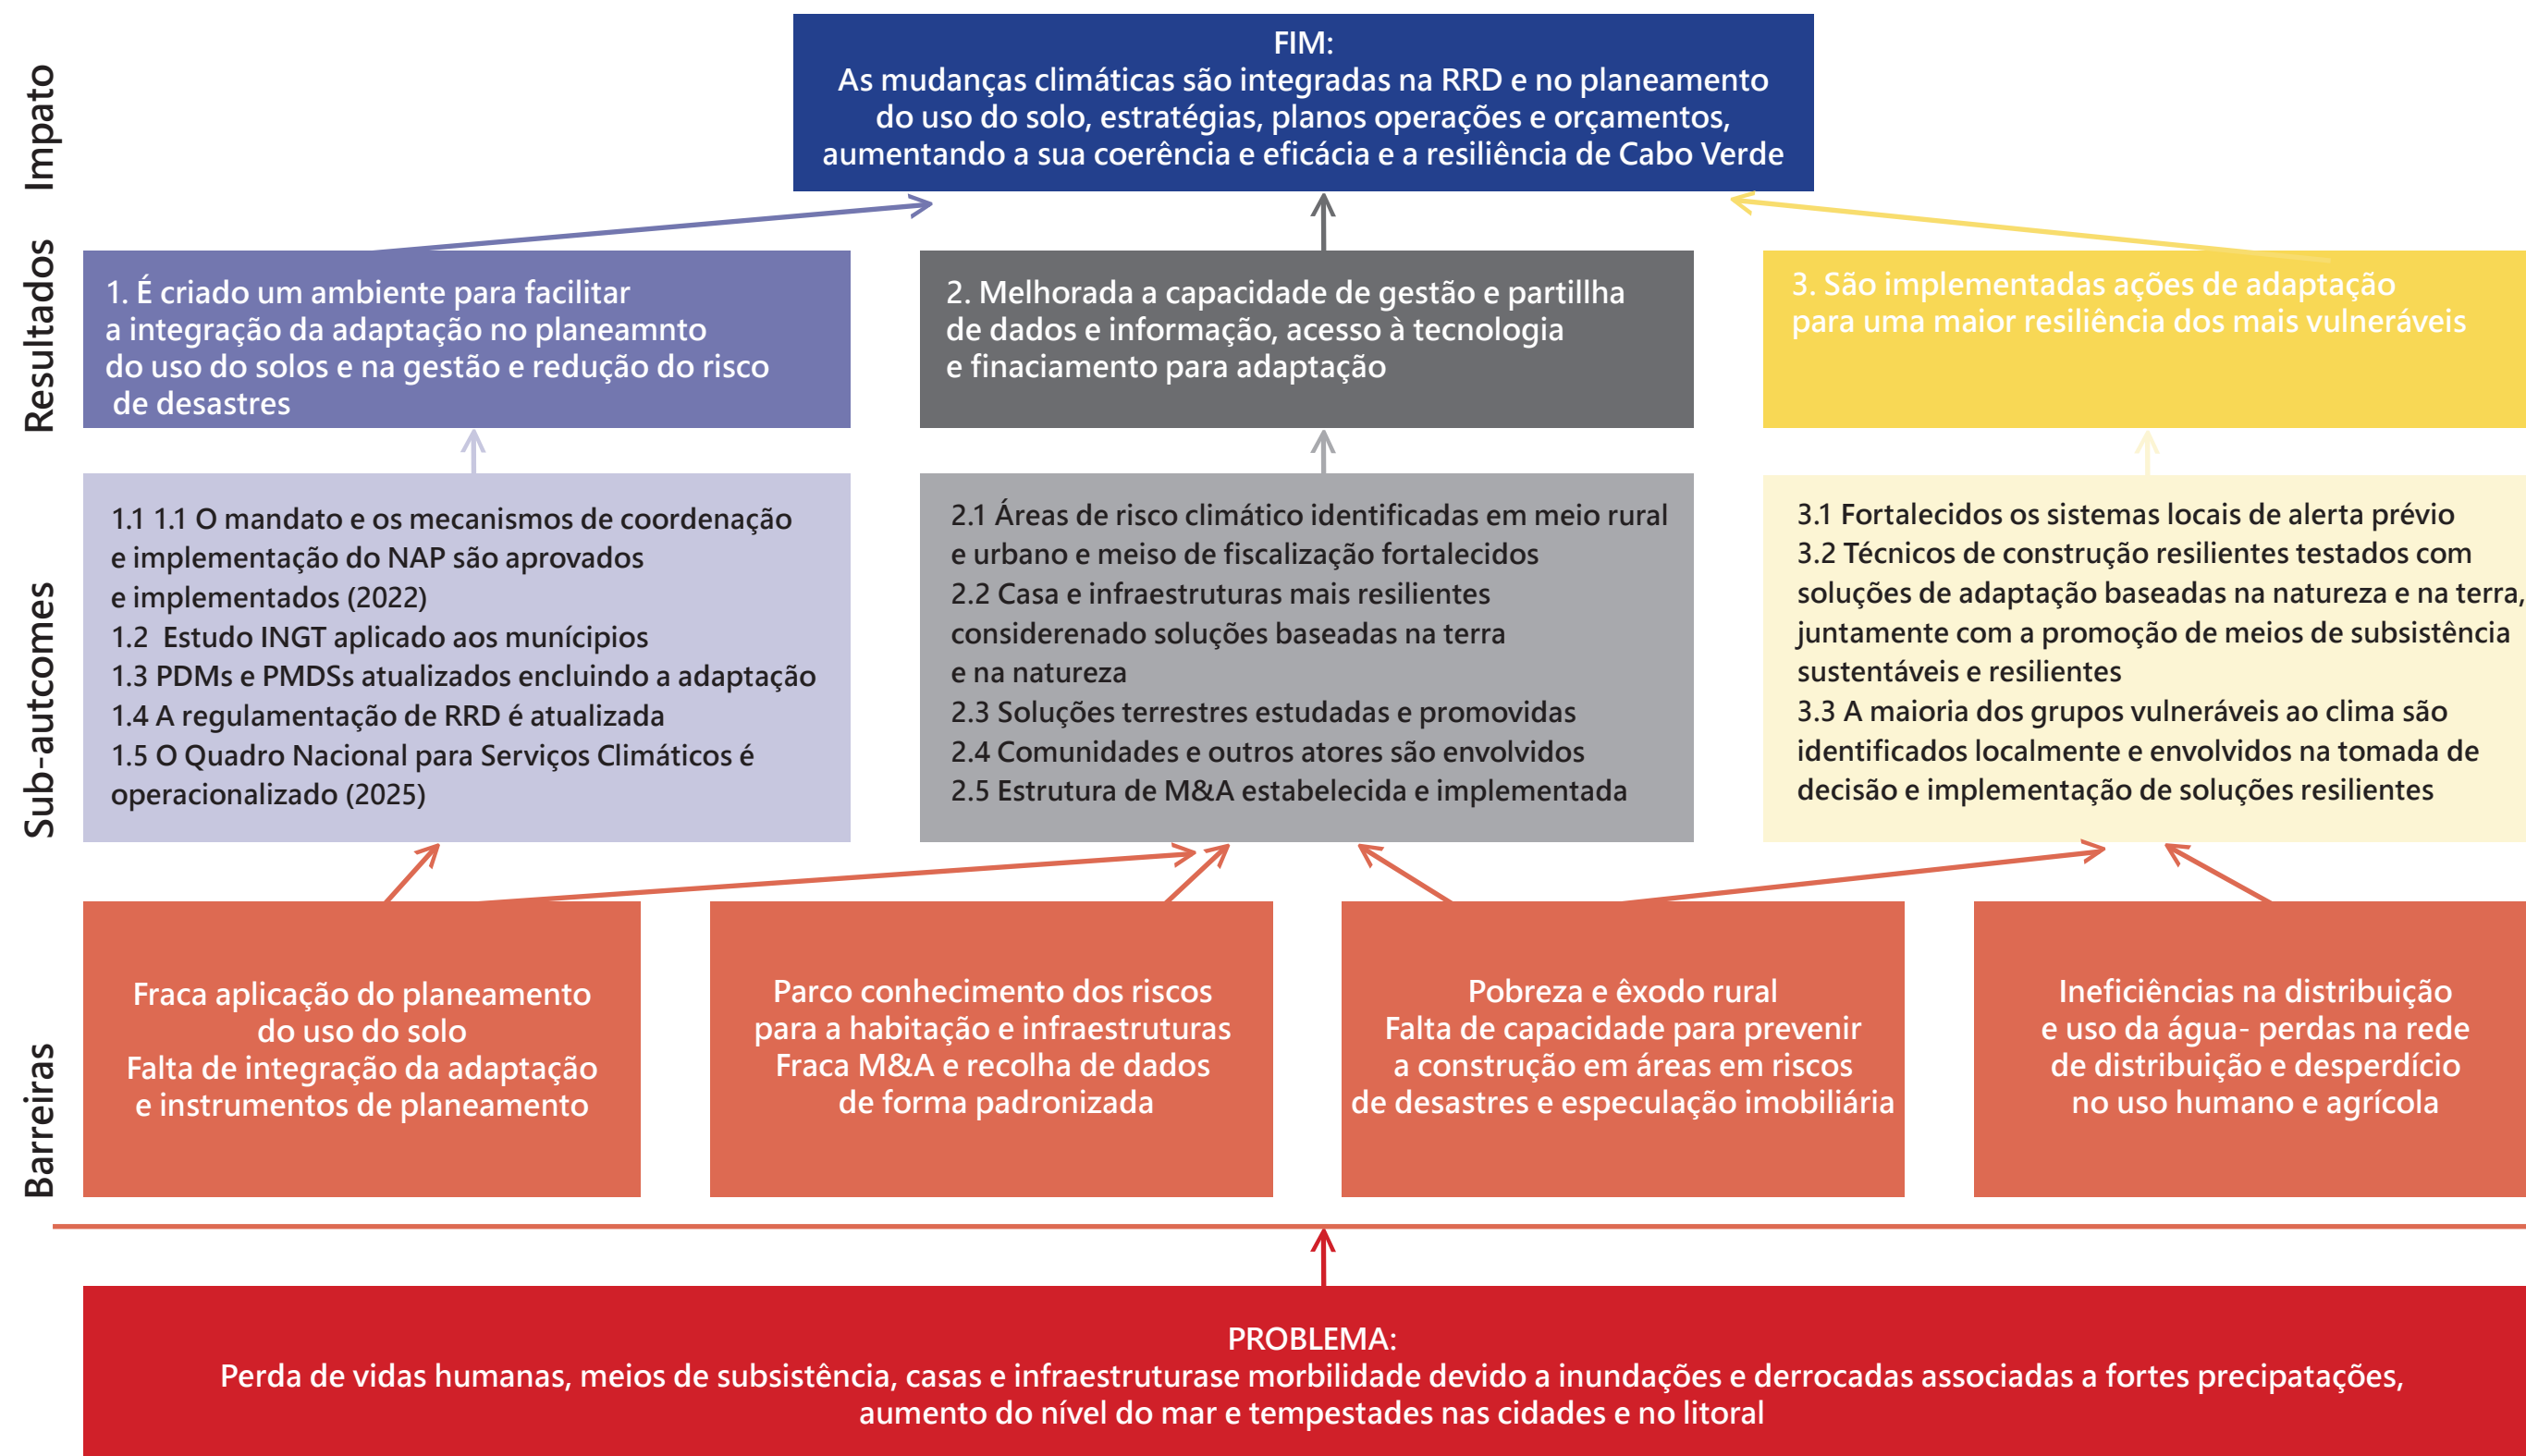 Impato
FIM:
As mudanças climáticas são integradas na RRD e no planeamento
do uso do solo, estratégias, planos operações e orçamentos,
aumentando a sua coerência e eficácia e a resiliência de Cabo Verde
Resultados
1. É criado um ambiente para facilitar
a integração da adaptação no planeamnto
do uso do solos e na gestão e redução do risco
de desastres
2. Melhorada a capacidade de gestão e partillha
de dados e informação, acesso à tecnologia
e finaciamento para adaptação
3. São implementadas ações de adaptação
para uma maior resiliência dos mais vulneráveis
Sub-autcomes
1.1 1.1 O mandato e os mecanismos de coordenação
e implementação do NAP são aprovados
e implementados (2022)
1.2 Estudo INGT aplicado aos munícipios
1.3 PDMs e PMDSs atualizados encluindo a adaptação
1.4 A regulamentação de RRD é atualizada
1.5 O Quadro Nacional para Serviços Climáticos é
operacionalizado (2025)
2.1 Áreas de risco climático identificadas em meio rural
e urbano e meiso de fiscalização fortalecidos
2.2 Casa e infraestruturas mais resilientes
considerenado soluções baseadas na terra
e na natureza
2.3 Soluções terrestres estudadas e promovidas
2.4 Comunidades e outros atores são envolvidos
2.5 Estrutura de M&A estabelecida e implementada
3.1 Fortalecidos os sistemas locais de alerta prévio
3.2 Técnicos de construção resilientes testados com
soluções de adaptação baseadas na natureza e na terra,
juntamente com a promoção de meios de subsistência
sustentáveis e resilientes
3.3 A maioria dos grupos vulneráveis ao clima são
identificados localmente e envolvidos na tomada de
decisão e implementação de soluções resilientes
Barreiras
Fraca aplicação do planeamento
do uso do solo
Falta de integração da adaptação
e instrumentos de planeamento
Parco conhecimento dos riscos
para a habitação e infraestruturas
Fraca M&A e recolha de dados
de forma padronizada
Pobreza e êxodo rural
Falta de capacidade para prevenir
a construção em áreas em riscos
de desastres e especulação imobiliária
Ineficiências na distribuição
e uso da água- perdas na rede
de distribuição e desperdício
no uso humano e agrícola
PROBLEMA:
Perda de vidas humanas, meios de subsistência, casas e infraestruturase morbilidade devido a inundações e derrocadas associadas a fortes precipatações,
aumento do nível do mar e tempestades nas cidades e no litoral